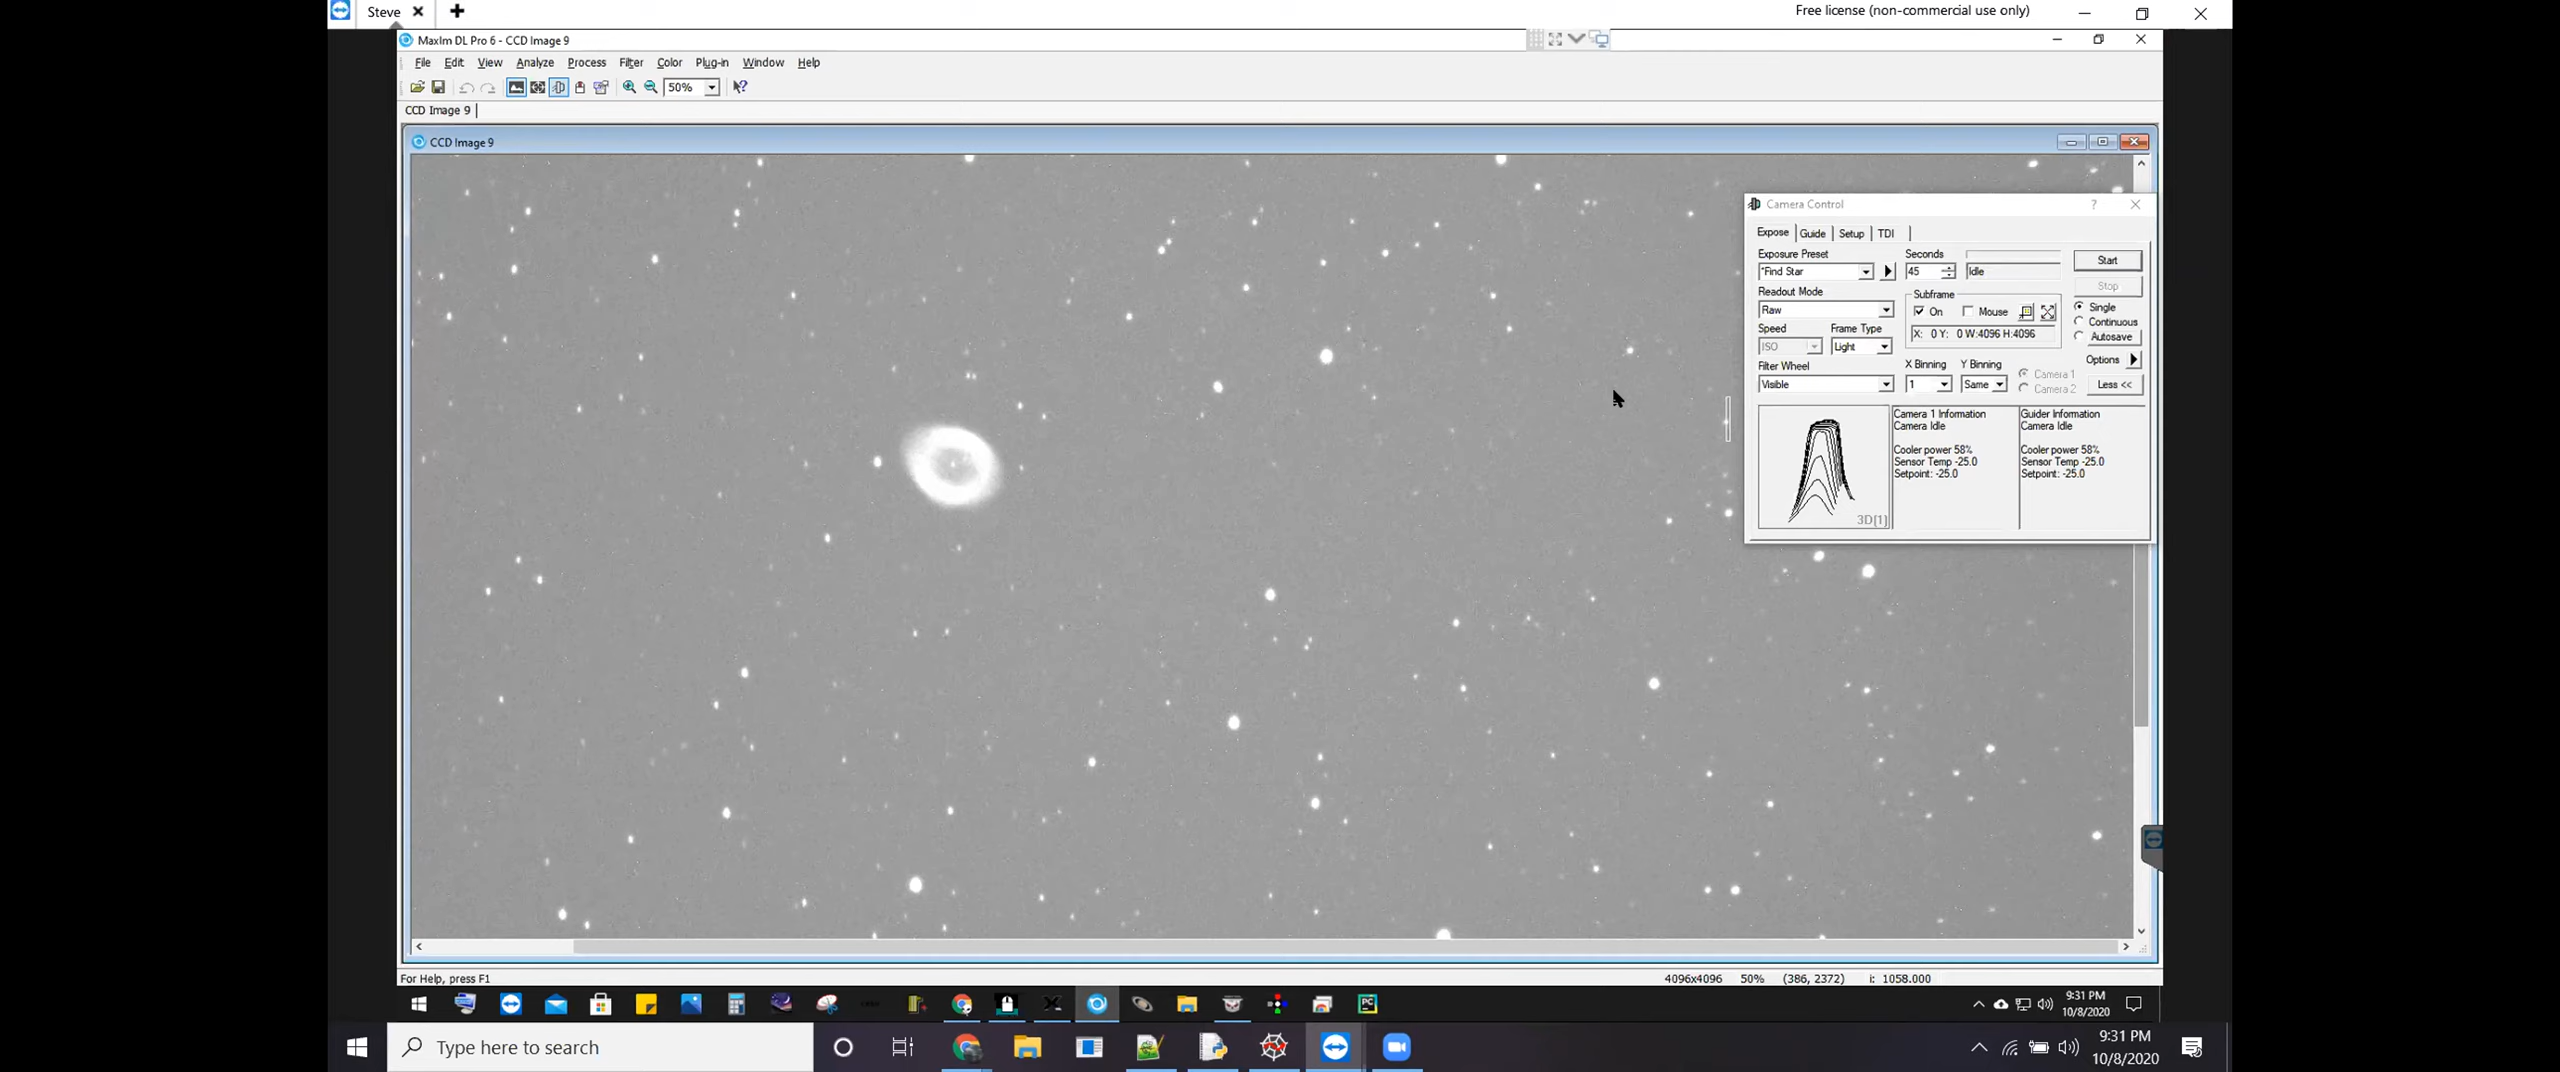 Steve
Free license (non-commercial use only)
MaxIm DL Pro 6 - CCD Image 9
File Edit View Analyze Process Filter Color Plug-in Window Help
50%
CCD Image 9
CCD Image 9
Camera Control
Expose Guide Setup TDI
Exposure Preset Seconds
*Find Star 45 Idle Start
Stop
Readout Mode Subframe
Raw On Mouse Single
Continuous
Speed Frame Type X: 0 Y: 0 W:4096 H:4096 Autosave
ISO Light
Options
Filter Wheel X Binning Y Binning Camera 1
Visible 1 Same Camera 2 Less <<
Camera 1 Information
Camera Idle
Cooler power 58%
Sensor Temp -25.0
Setpoint: -25.0
Guider Information
Camera Idle
Cooler power 58%
Sensor Temp -25.0
Setpoint: -25.0
3D[1]
For Help, press F1 4096x4096 50% (386, 2372) i: 1058.000
PC
9:31 PM
10/8/2020
Type here to search
9:31 PM
10/8/2020